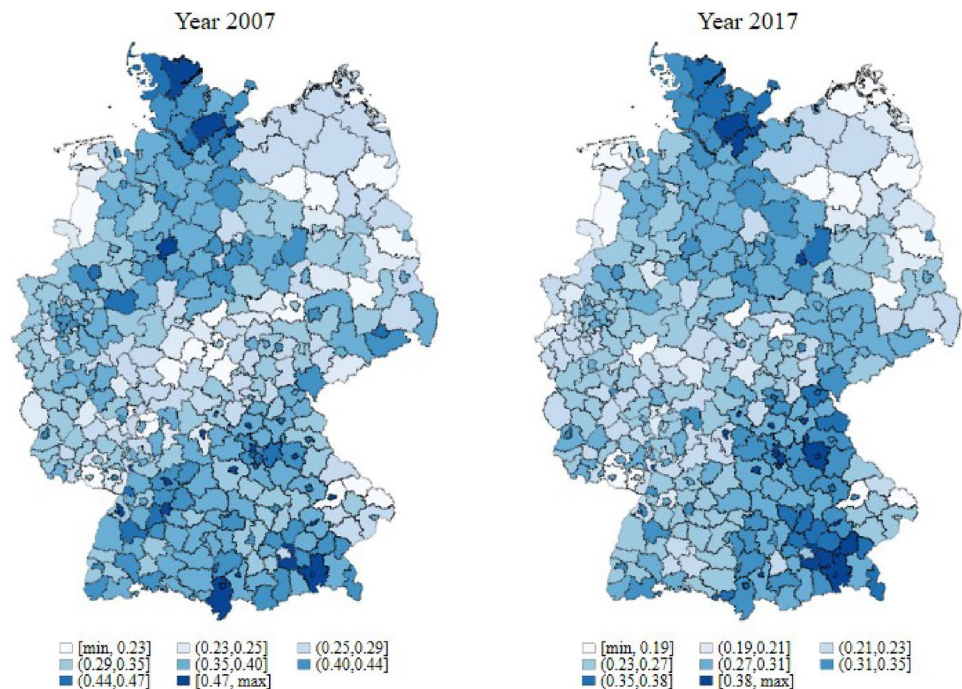 Year 2007
Year 2017
[min, 0.23] (0.23,0.25] (0.25,0.29]
(0.29,0.35] (0.35,0.40] (0.40,0.44]
(0.44,0.47] [0.47, max]
[min, 0.19] (0.19,0.21] (0.21,0.23]
(0.23,0.27] (0.27,0.31] (0.31,0.35]
(0.35,0.38] [0.38, max]